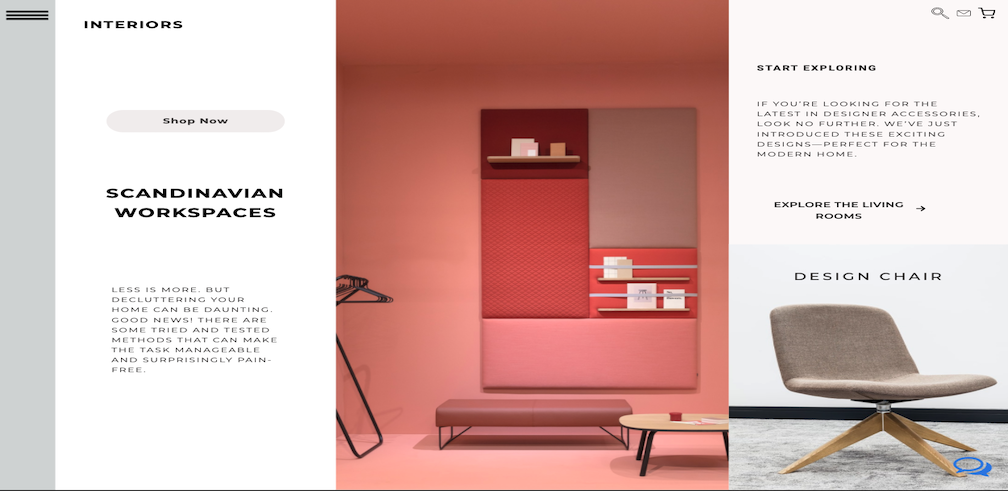 INTERIORS
Shop Now
SCANDINAVIAN
WORKSPACES
LESS IS MORE. BUT
DECLUTTERING YOUR
HOME CAN BE DAUNTING.
GOOD NEWS! THERE ARE
SOME TRIED AND TESTED
METHODS THAT CAN MAKE
THE TASK MANAGEABLE
AND SURPRISINGLY PAIN-
FREE.
START EXPLORING
IF YOU'RE LOOKING FOR THE
LATEST IN DESIGNER ACCESSORIES,
LOOK NO FURTHER. WE'VE JUST
INTRODUCED THESE EXCITING
DESIGNS—PERFECT FOR THE
MODERN HOME.
EXPLORE THE LIVING
ROOMS
DESIGN CHAIR